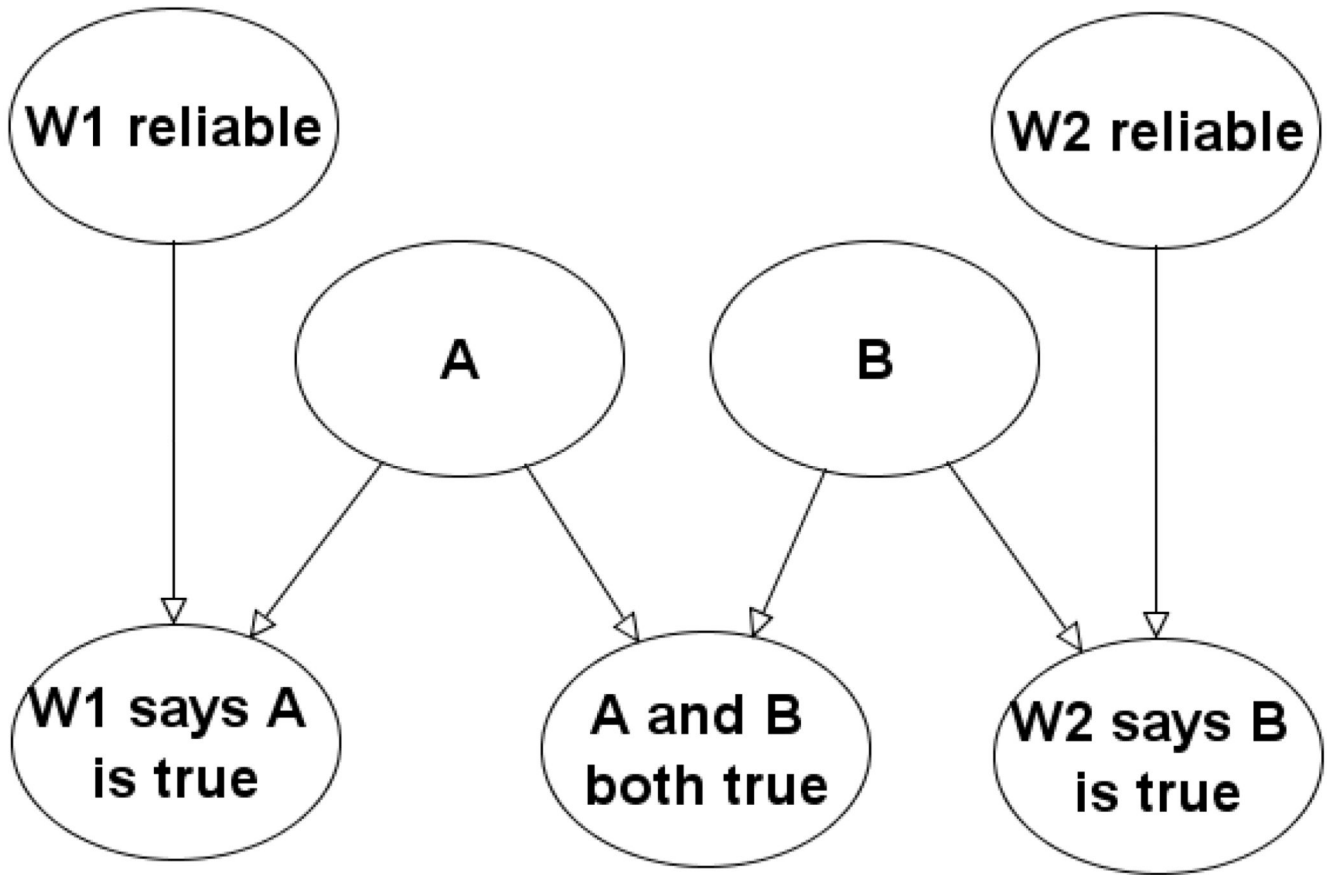 W1 reliable
W2 reliable
A
B
W1 says A
is true
A and B
both true
W2 says B
is true